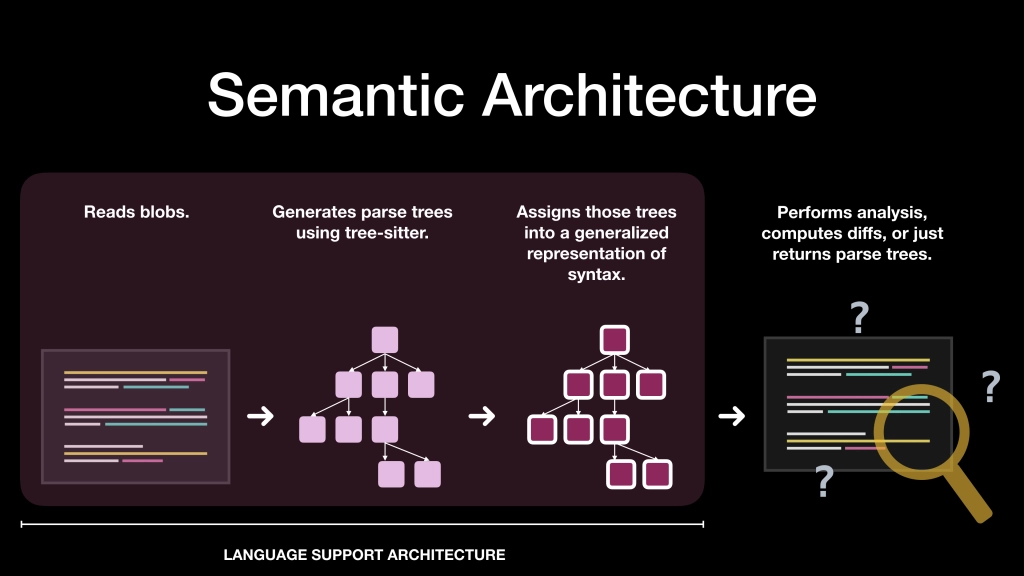 Semantic Architecture
Reads blobs.
Generates parse trees
using tree-sitter.
Assigns those trees
into a generalized
representation of
syntax.
Performs analysis,
computes diffs, or just
returns parse trees.
?
?
?
LANGUAGE SUPPORT ARCHITECTURE